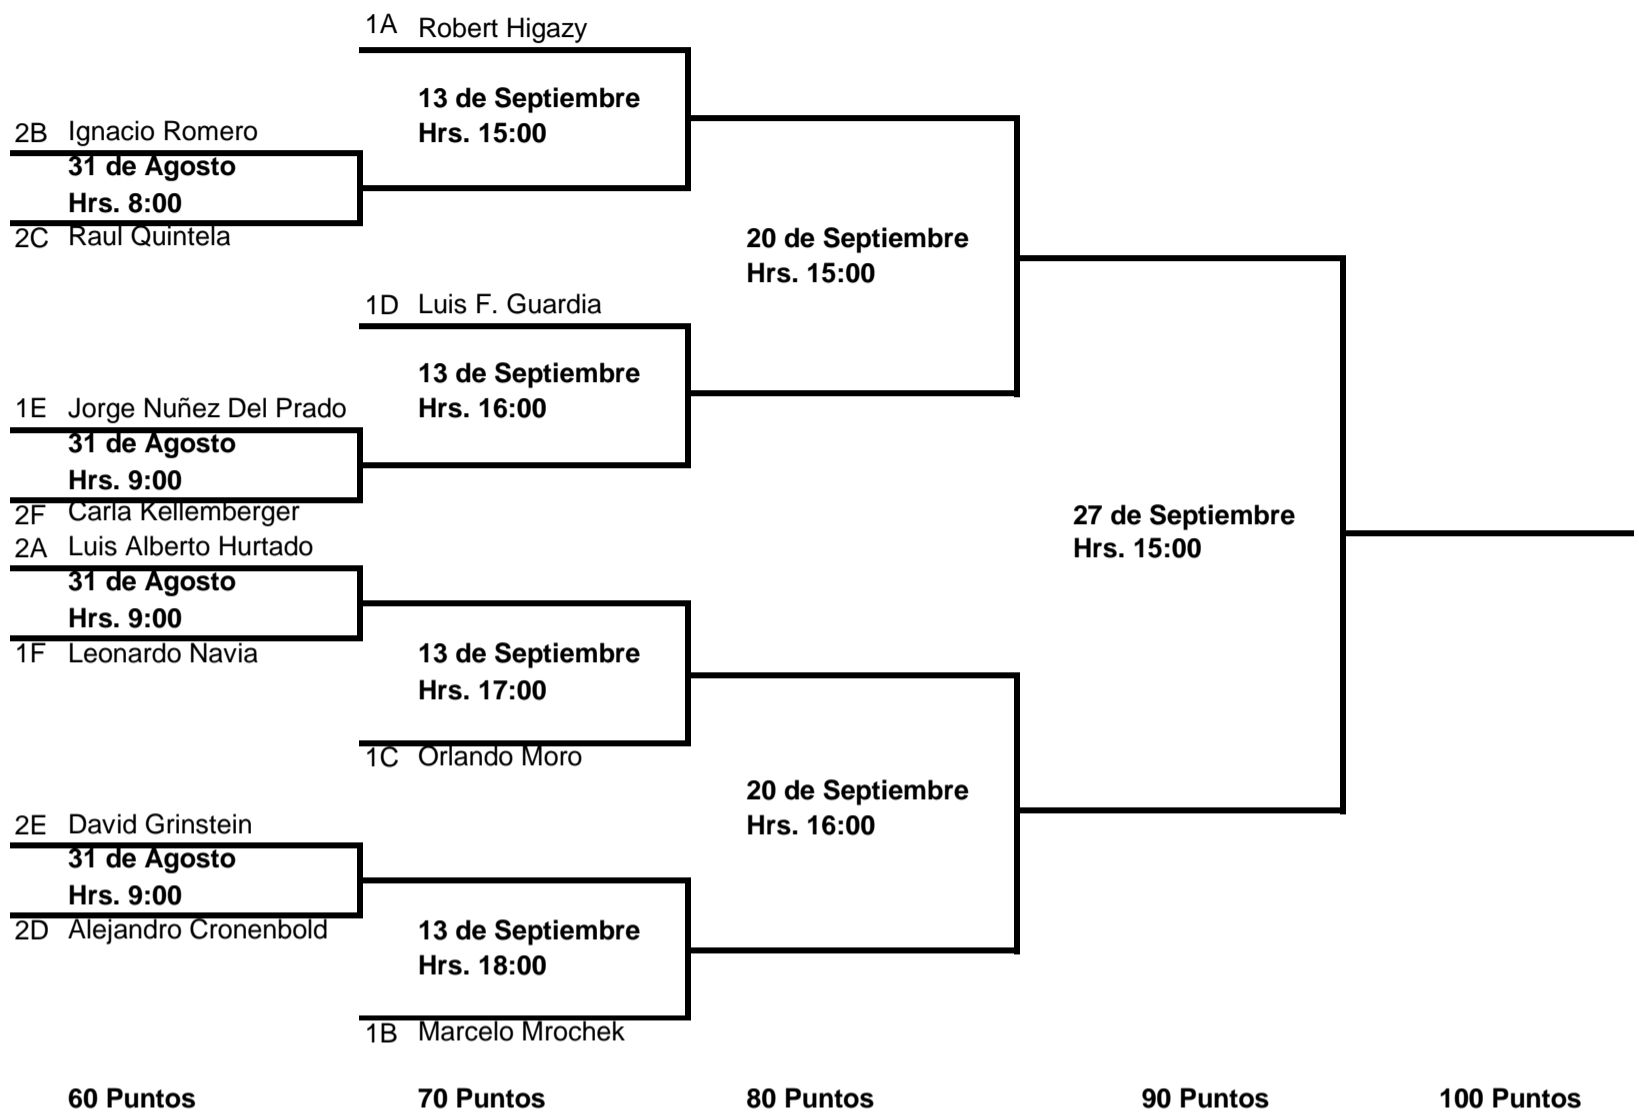 1A Robert Higazy
13 de Septiembre
Hrs. 15:00
2B Ignacio Romero
31 de Agosto
Hrs. 8:00
2C Raul Quintela
20 de Septiembre
Hrs. 15:00
1D Luis F. Guardia
13 de Septiembre
Hrs. 16:00
1E Jorge Nuñez Del Prado
31 de Agosto
Hrs. 9:00
2F Carla Kellemberger
27 de Septiembre
Hrs. 15:00
2A Luis Alberto Hurtado
31 de Agosto
Hrs. 9:00
1F Leonardo Navia
13 de Septiembre
Hrs. 17:00
1C Orlando Moro
20 de Septiembre
Hrs. 16:00
2E David Grinstein
31 de Agosto
Hrs. 9:00
2D Alejandro Cronenbold
13 de Septiembre
Hrs. 18:00
1B Marcelo Mrochek
60 Puntos 70 Puntos 80 Puntos 90 Puntos 100 Puntos